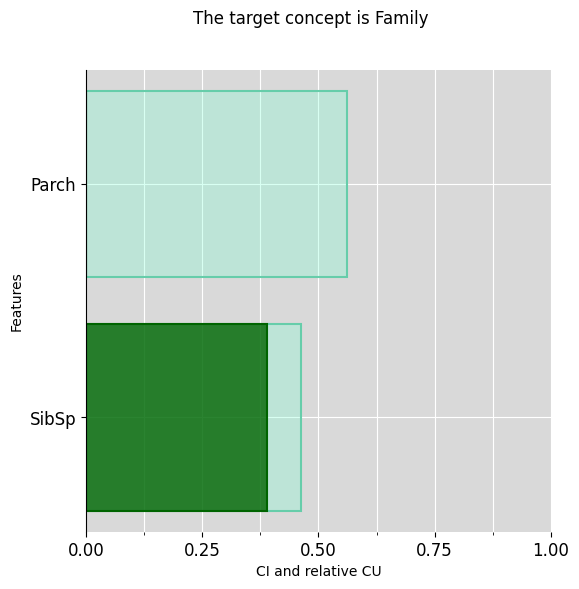 The target concept is Family
Parch
Features
SibSp
0.00 0.25 0.50 0.75 1.00
CI and relative CU